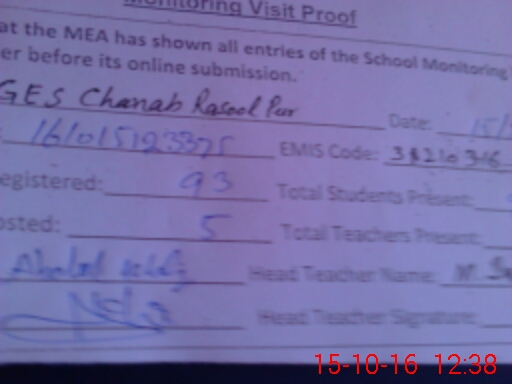 Monitoring Visit Proof
at the MEA has shown all entries of the School Monitoring
er before its online submission.
GES Chanab Rasool Pur Date: 15/
EMIS Code: 38210316
egistered: 93 Total Students Present:
osted: 5 Total Teachers Present:
Head Teacher Name:
Head Teacher Signature:
15-10-16 12:38